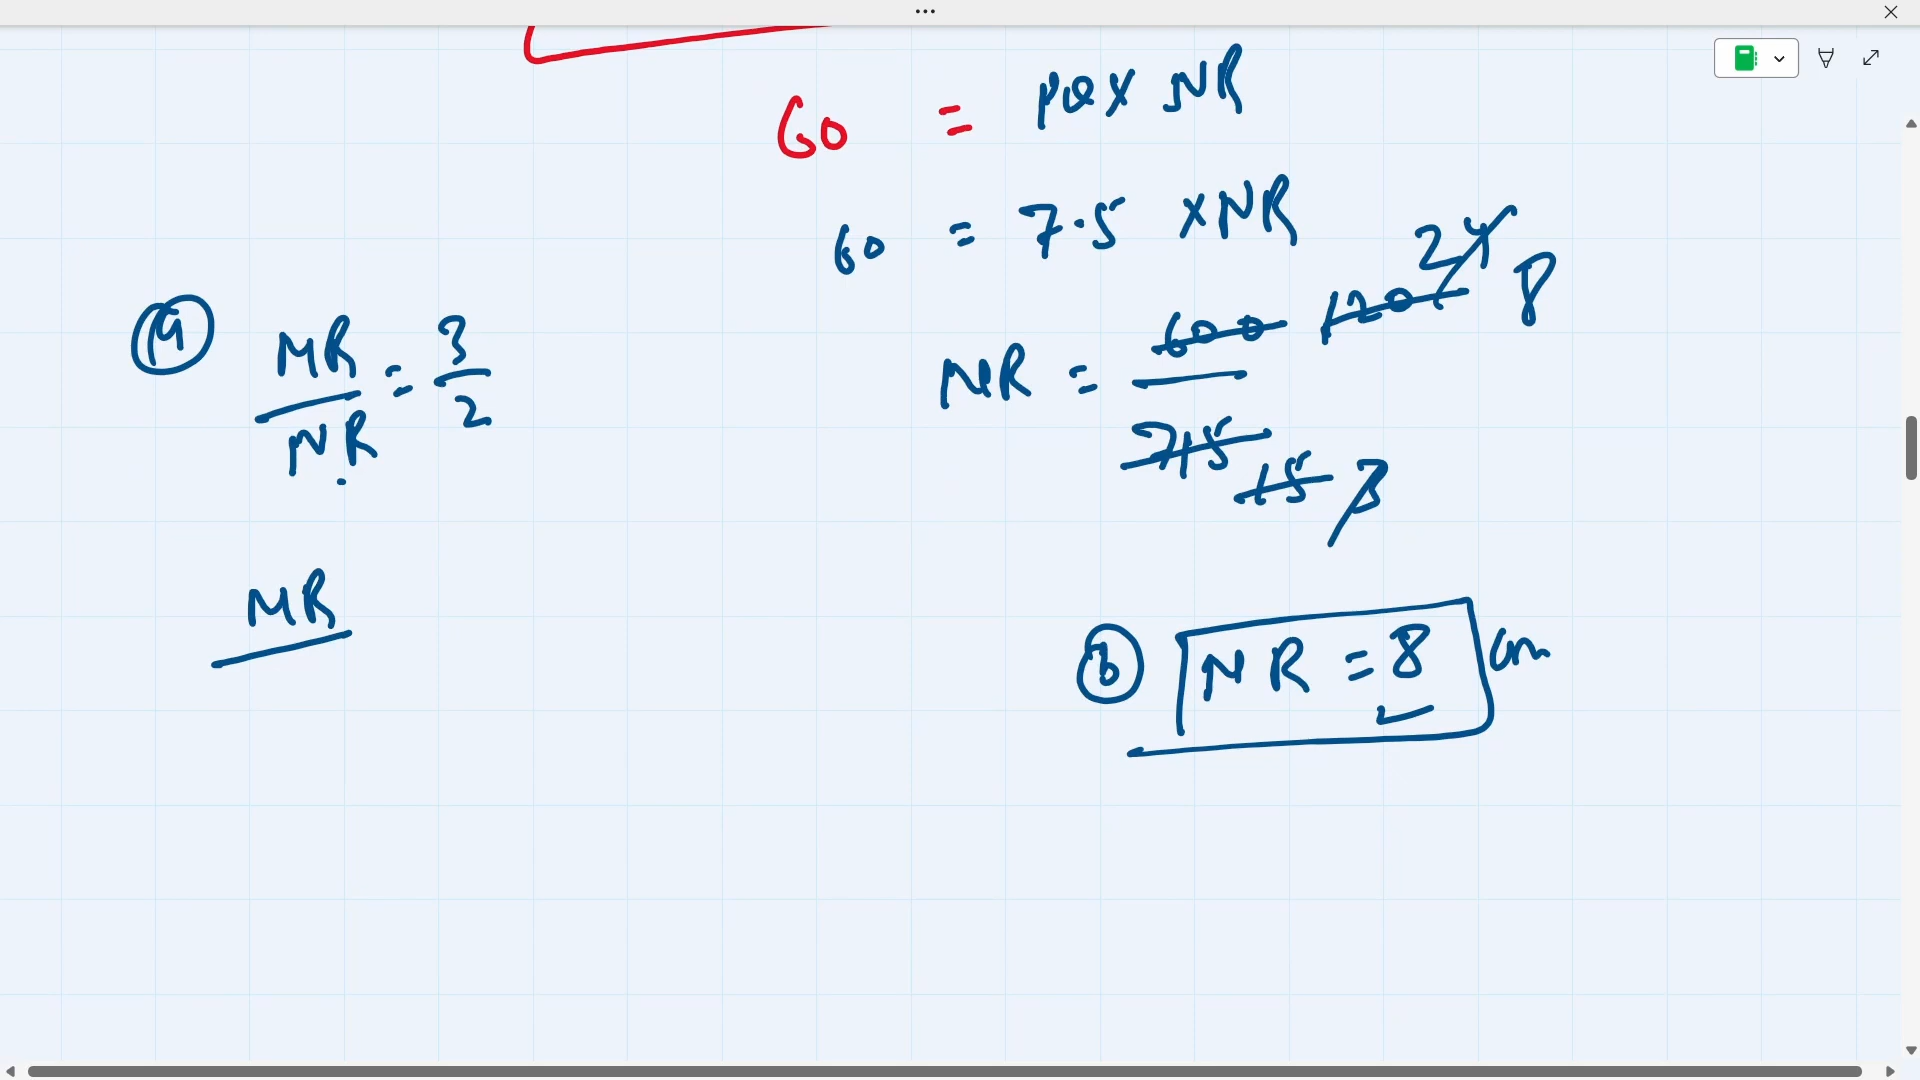 60 = PQ X NR
60 = 7.5 X NR
NR = 600 120 24 8
75 15 3
a MR = 3
NR 2
MR
b NR = 8 cm